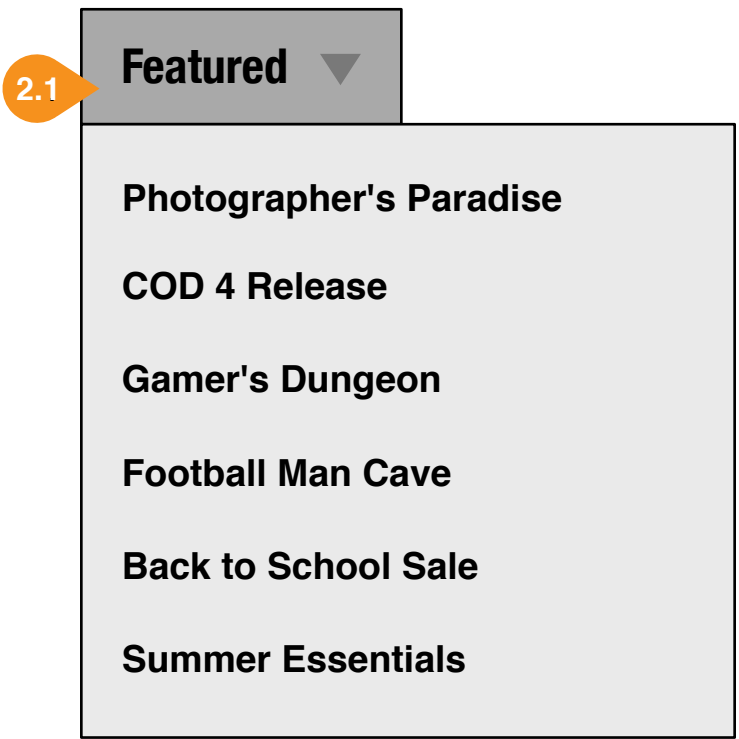 Featured
2.1
Photographer's Paradise
COD 4 Release
Gamer's Dungeon
Football Man Cave
Back to School Sale
Summer Essentials